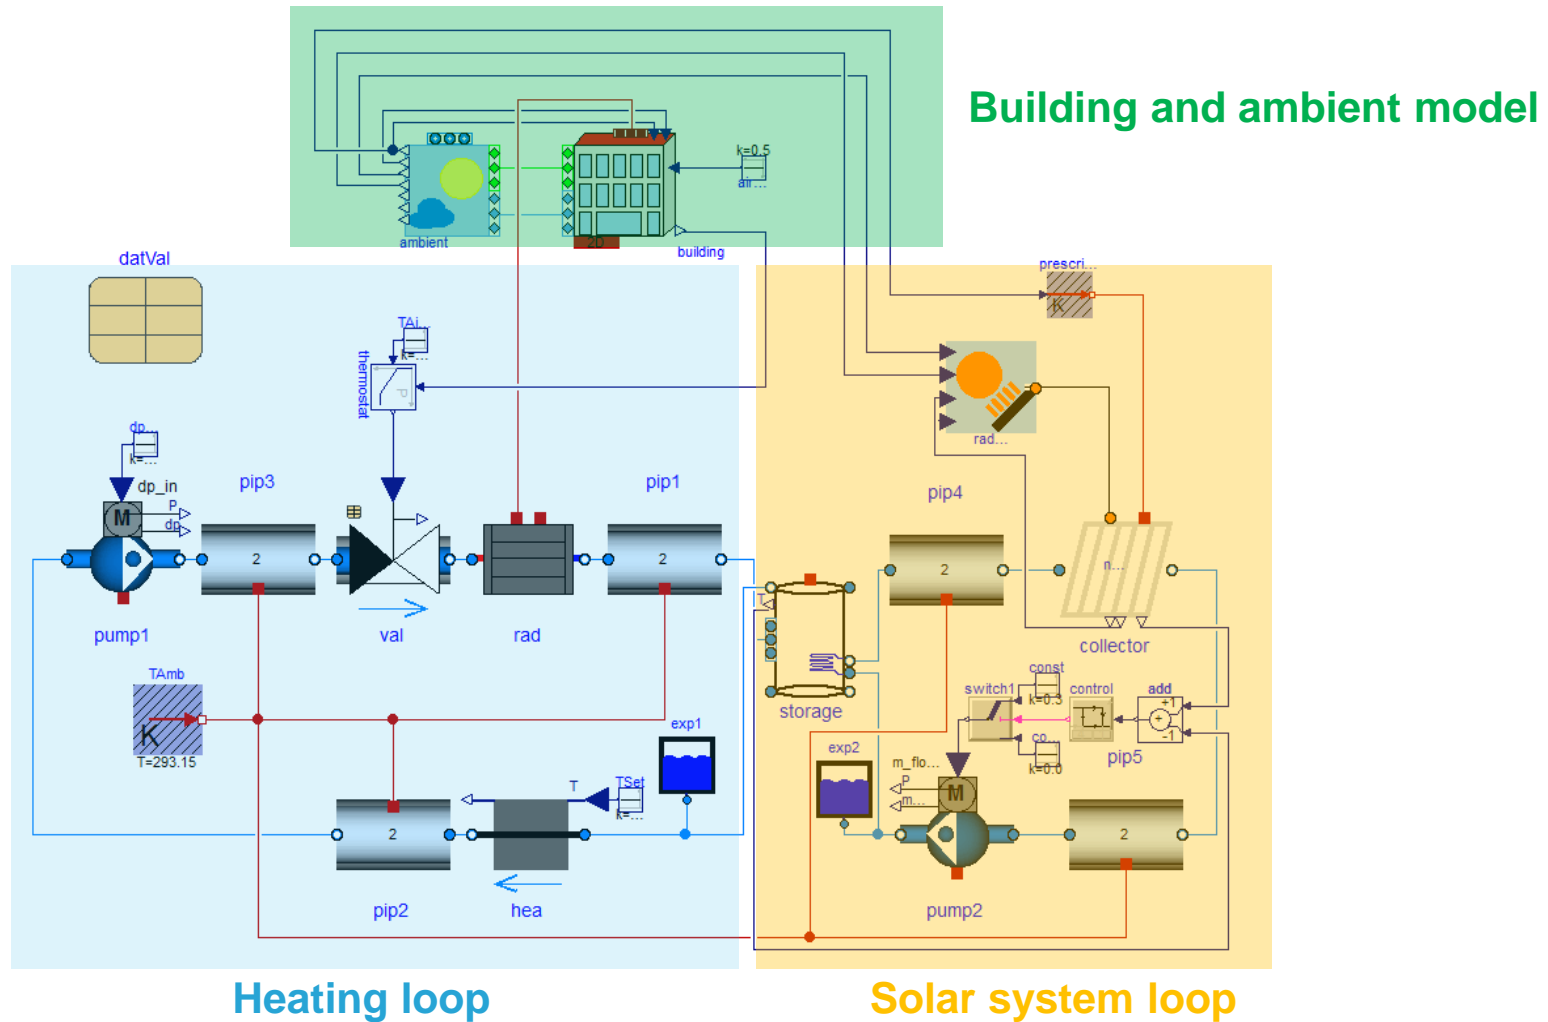 Building and ambient model
k=0.5
air...
ambient
2D
building
datVal
prescri...
K
TAi...
k=...
thermostat
P
rad...
dp...
k=...
dp_in
M
P
dp
pip3
2
pip1
2
pip4
2
n...
pump1
val
rad
T
collector
storage
TAmb
K
T=293.15
exp1
const
k=0.3
switch1
control
add
+1
+
-1
co...
k=0.0
pip5
exp2
m_flo...
P
m...
M
T
TSet
k=...
2
2
pip2
hea
pump2
Heating loop
Solar system loop